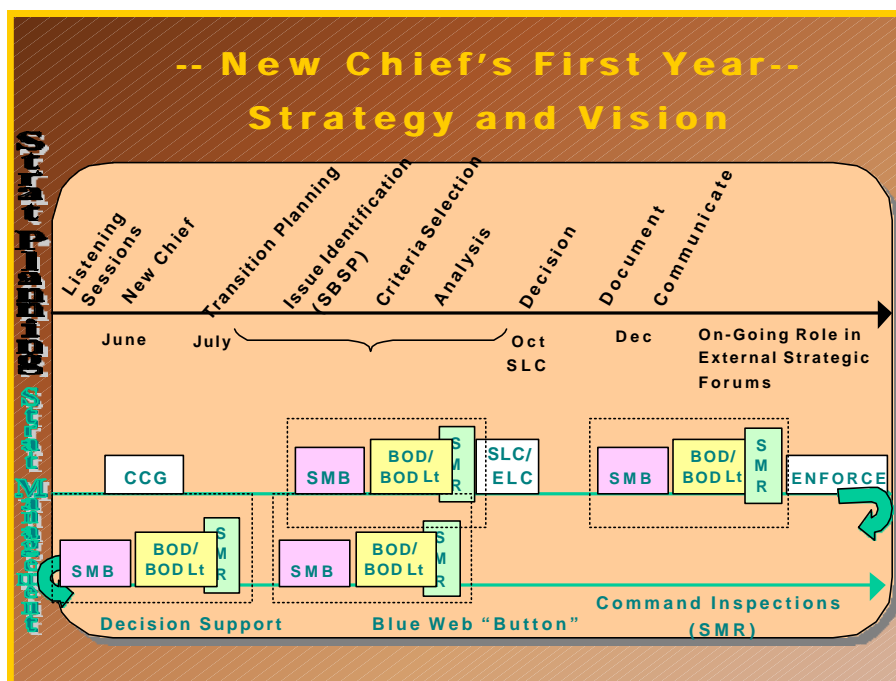 -- New Chief's First Year--
Strategy and Vision
Strat Planning
Listening
Sessions
New Chief
Transition Planning
Issue Identification
(SBSP)
Criteria Selection
Analysis
Decision
Document
Communicate
June
July
Oct
SLC
Dec
On-Going Role in
External Strategic
Forums
Strat Management
CCG
SMB
BOD/
BOD Lt
SMR
SLC/
ELC
SMB
BOD/
BOD Lt
SMR
ENFORCE
SMB
BOD/
BOD Lt
SMR
SMB
BOD/
BOD Lt
SMR
Decision Support
Blue Web “Button”
Command Inspections
(SMR)